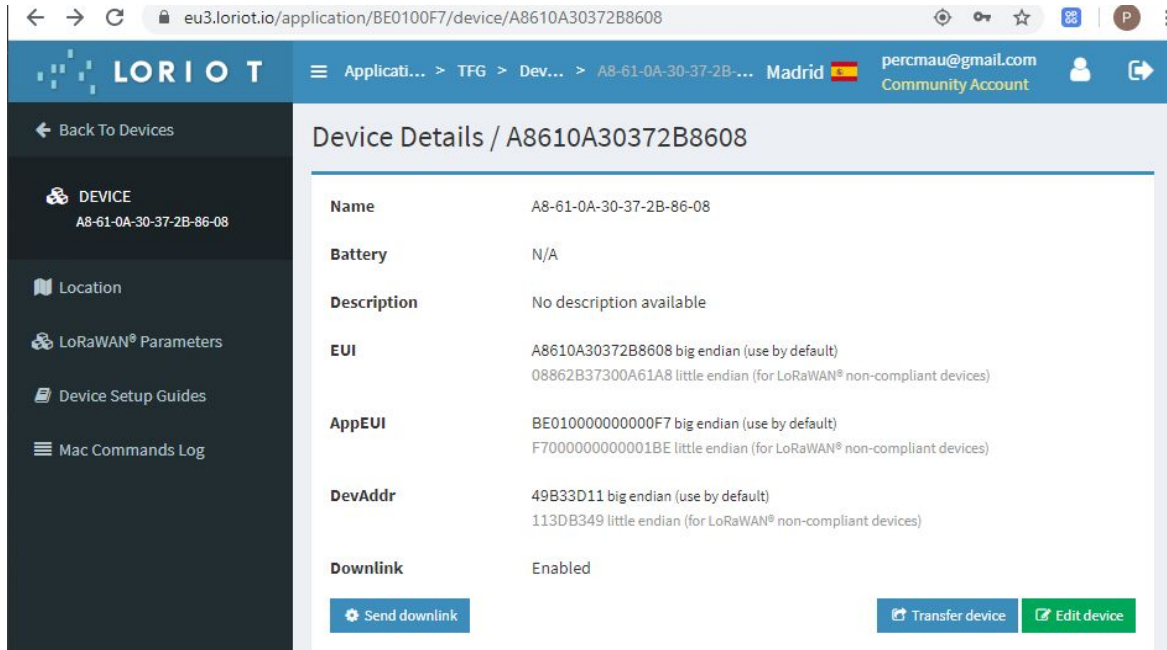 eu3.loriot.io/application/BE0100F7/device/A8610A30372B8608
P
LORIOT
Applicati... > TFG > Dev... > A8-61-0A-30-37-2B-... Madrid
percmau@gmail.com
Community Account
Back To Devices
DEVICE
A8-61-0A-30-37-2B-86-08
Location
LoRaWAN® Parameters
Device Setup Guides
Mac Commands Log
Device Details / A8610A30372B8608
Name A8-61-0A-30-37-2B-86-08
Battery N/A
Description No description available
EUI A8610A30372B8608 big endian (use by default)
08862B37300A61A8 little endian (for LoRaWAN® non-compliant devices)
AppEUI BE010000000000F7 big endian (use by default)
F7000000000001BE little endian (for LoRaWAN® non-compliant devices)
DevAddr 49B33D11 big endian (use by default)
113DB349 little endian (for LoRaWAN® non-compliant devices)
Downlink Enabled
Send downlink Transfer device Edit device